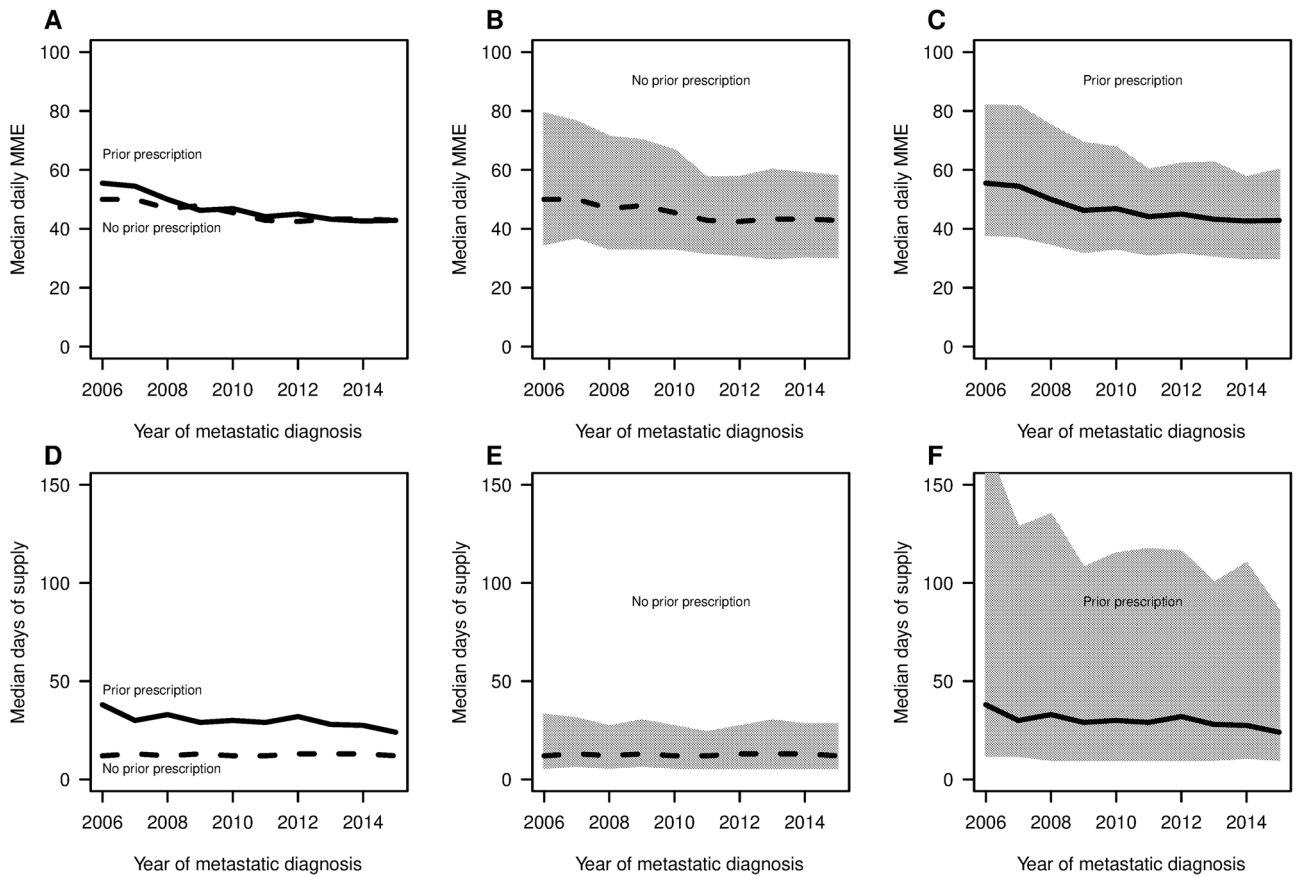 A
Median daily MME
100
80
60
40
20
0
Prior prescription
No prior prescription
2006 2008 2010 2012 2014
Year of metastatic diagnosis
B
Median daily MME
100
80
60
40
20
0
No prior prescription
2006 2008 2010 2012 2014
Year of metastatic diagnosis
C
Median daily MME
100
80
60
40
20
0
Prior prescription
2006 2008 2010 2012 2014
Year of metastatic diagnosis
D
Median days of supply
150
100
50
0
Prior prescription
No prior prescription
2006 2008 2010 2012 2014
Year of metastatic diagnosis
E
Median days of supply
150
100
50
0
No prior prescription
2006 2008 2010 2012 2014
Year of metastatic diagnosis
F
Median days of supply
150
100
50
0
Prior prescription
2006 2008 2010 2012 2014
Year of metastatic diagnosis